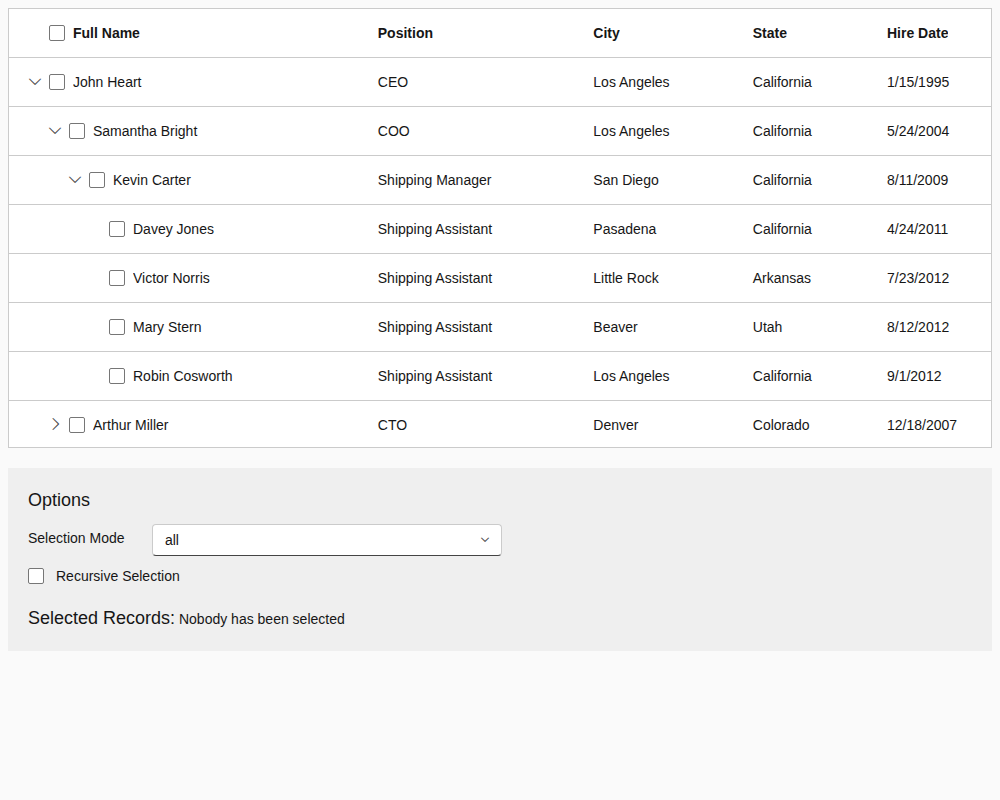 Full Name Position City State Hire Date
John Heart CEO Los Angeles California 1/15/1995
Samantha Bright COO Los Angeles California 5/24/2004
Kevin Carter Shipping Manager San Diego California 8/11/2009
Davey Jones Shipping Assistant Pasadena California 4/24/2011
Victor Norris Shipping Assistant Little Rock Arkansas 7/23/2012
Mary Stern Shipping Assistant Beaver Utah 8/12/2012
Robin Cosworth Shipping Assistant Los Angeles California 9/1/2012
Arthur Miller CTO Denver Colorado 12/18/2007
Options
Selection Mode all
Recursive Selection
Selected Records: Nobody has been selected